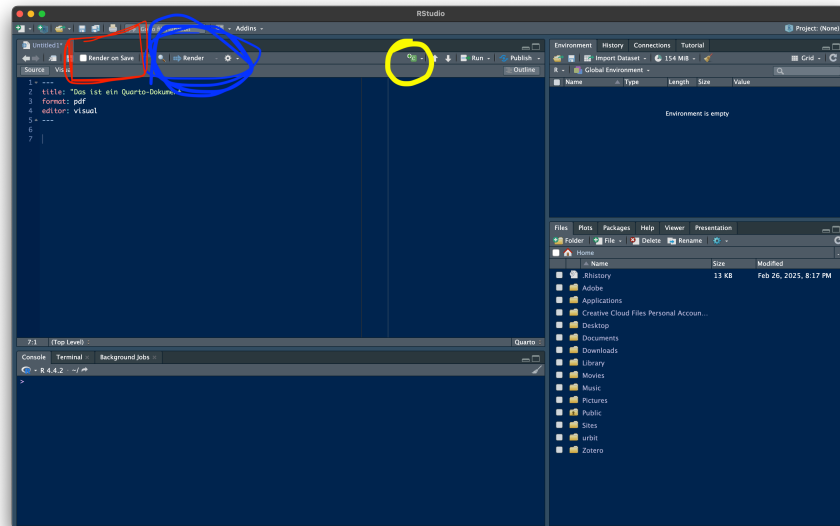 RStudio
Addins
Project: (None)
Untitled1*
Render on Save
Render
Run
Publish
Source
Outline
1 ---
2 title: "Das ist ein Quarto-Dokument"
3 format: pdf
4 editor: visual
5 ---
6
7
7:1 (Top Level)
Quarto
Console Terminal Background Jobs
R 4.4.2 · ~/
>
Environment History Connections Tutorial
Import Dataset 154 MiB Grid
R Global Environment
Name Type Length Size Value
Environment is empty
Files Plots Packages Help Viewer Presentation
Folder File Delete Rename
Home
Name Size Modified
.Rhistory 13 KB Feb 26, 2025, 8:17 PM
Adobe
Applications
Creative Cloud Files Personal Accoun...
Desktop
Documents
Downloads
Library
Movies
Music
Pictures
Public
Sites
urbit
Zotero